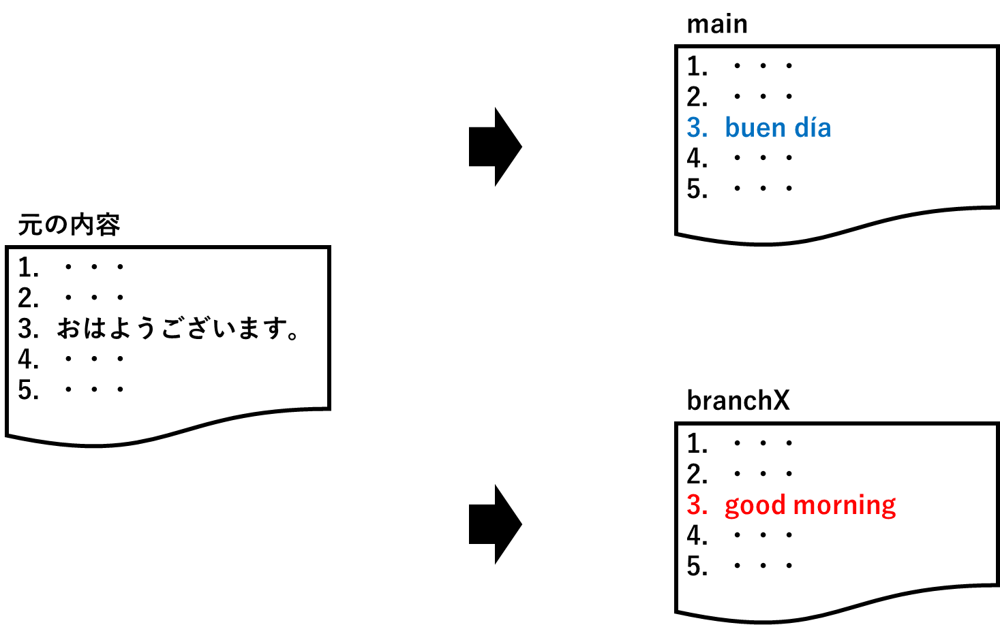 main
1. ・・・
2. ・・・
3. buen día
4. ・・・
5. ・・・
元の内容
1. ・・・
2. ・・・
3. おはようございます。
4. ・・・
5. ・・・
branchX
1. ・・・
2. ・・・
3. good morning
4. ・・・
5. ・・・